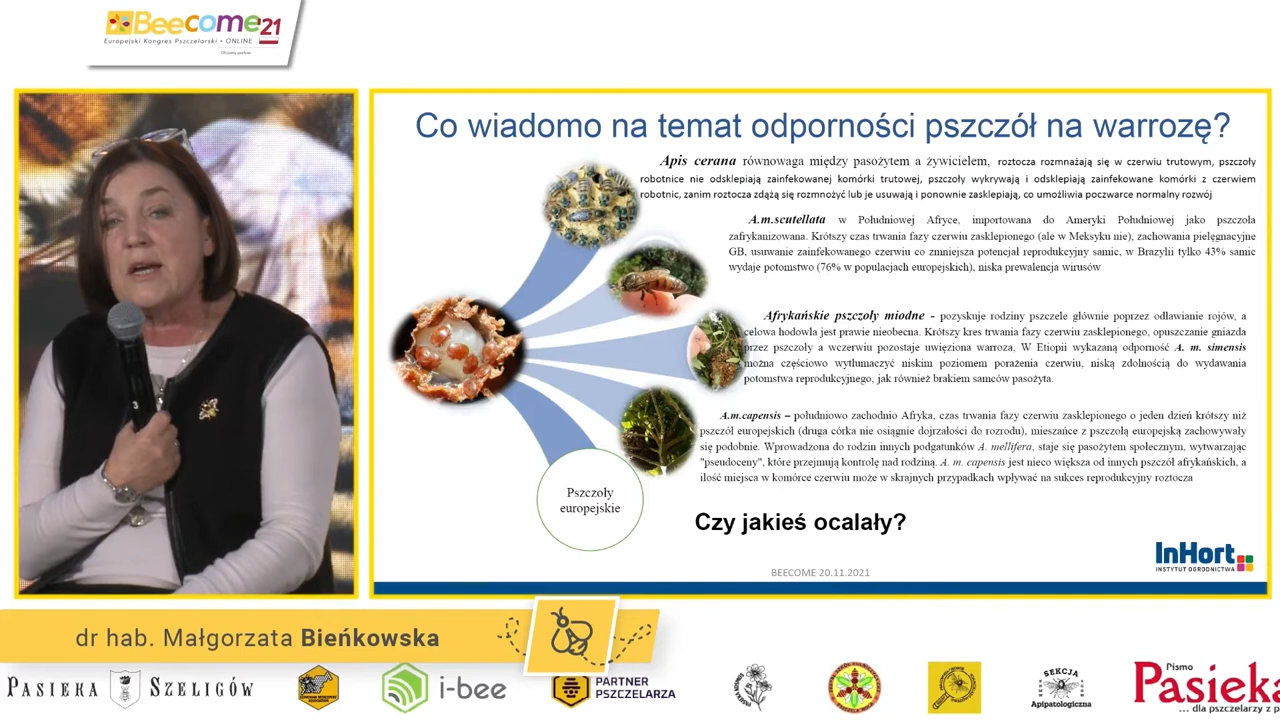 Beecome'21
Europejski Kongres Pszczelarski • ONLINE
Co wiadomo na temat odporności pszczół na warrozę?
Apis cerana równowaga między pasożytem a żywicielem, roztocza rozmnażają się w czerwiu trutowym, pszczoły
robotnice nie odsklepiają zainfekowanej komórki trutowej, pszczoły wykrywają i odsklepiają zainfekowane komórki z czerwiem
robotnic, zanim roztocza zdążą się rozmnożyć lub je usuwają i ponownie zasklepiają, co umożliwia poczwarce normalny rozwój
A.m.scutellata w Południowej Afryce, importowana do Ameryki Południowej jako pszczoła
zafrykanizowana. Krótszy czas trwania fazy czerwiu zasklepionego (ale w Meksyku nie), zachowania pielęgnacyjne
GB, usuwanie zainfekowanego czerwiu co zmniejsza potencjał reprodukcyjny samic, w Brazylii tylko 43% samic
wydaje potomstwo (76% w populacjach europejskich), niska prewalencja wirusów
Afrykańskie pszczoły miodne - pozyskuje rodziny pszczele głównie poprzez odławianie rojów, a
celowa hodowla jest prawie nieobecna. Krótszy kres trwania fazy czerwiu zasklepionego, opuszczanie gniazda
przez pszczoły a wczerwiu pozostaje uwięziona warroza, W Etiopii wykazaną odporność A. m. simensis
można częściowo wytłumaczyć niskim poziomem porażenia czerwiu, niską zdolnością do wydawania
potomstwa reprodukcyjnego, jak również brakiem samców pasożyta.
A.m.capensis – południowo zachodnio Afryka, czas trwania fazy czerwiu zasklepionego o jeden dzień krótszy niż
pszczół europejskich (druga córka nie osiągnie dojrzałości do rozrodu), mieszańce z pszczołą europejską zachowywały
się podobnie. Wprowadzona do rodzin innych podgatunków A. mellifera, staje się pasożytem społecznym, wytwarzając
"pseudoceny", które przejmują kontrolę nad rodziną. A. m. capensis jest nieco większa od innych pszczół afrykańskich, a
ilość miejsca w komórce czerwiu może w skrajnych przypadkach wpływać na sukces reprodukcyjny roztocza
Pszczoły
europejskie
Czy jakieś ocalały?
InHort
INSTYTUT OGRODNICTWA
BEECOME 20.11.2021
dr hab. Małgorzata Bieńkowska
PASIEKA SZELIGÓW
i-bee
PARTNER
PSZCZELARZA
SEKCJA
Apipatologiczna
Pismo
Pasieka
... dla pszczelarzy z p